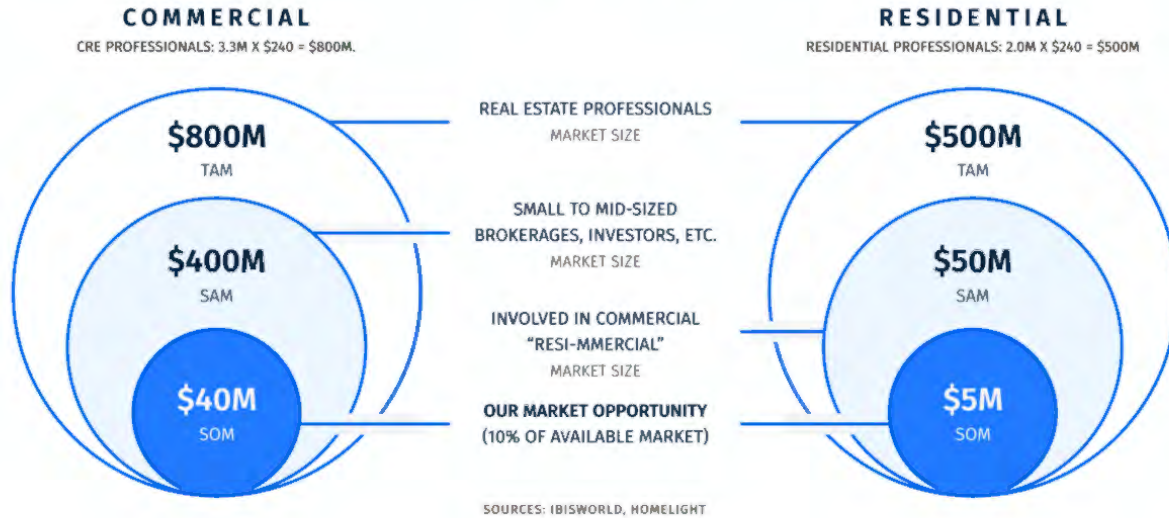 COMMERCIAL
CRE PROFESSIONALS: 3.3M X $240 = $800M.
$800M
TAM
$400M
SAM
$40M
SOM
REAL ESTATE PROFESSIONALS
MARKET SIZE
SMALL TO MID-SIZED
BROKERAGES, INVESTORS, ETC.
MARKET SIZE
INVOLVED IN COMMERCIAL
“RESI-MMERCIAL”
MARKET SIZE
OUR MARKET OPPORTUNITY
(10% OF AVAILABLE MARKET)
RESIDENTIAL
RESIDENTIAL PROFESSIONALS: 2.0M X $240 = $500M
$500M
TAM
$50M
SAM
$5M
SOM
SOURCES: IBISWORLD, HOMELIGHT